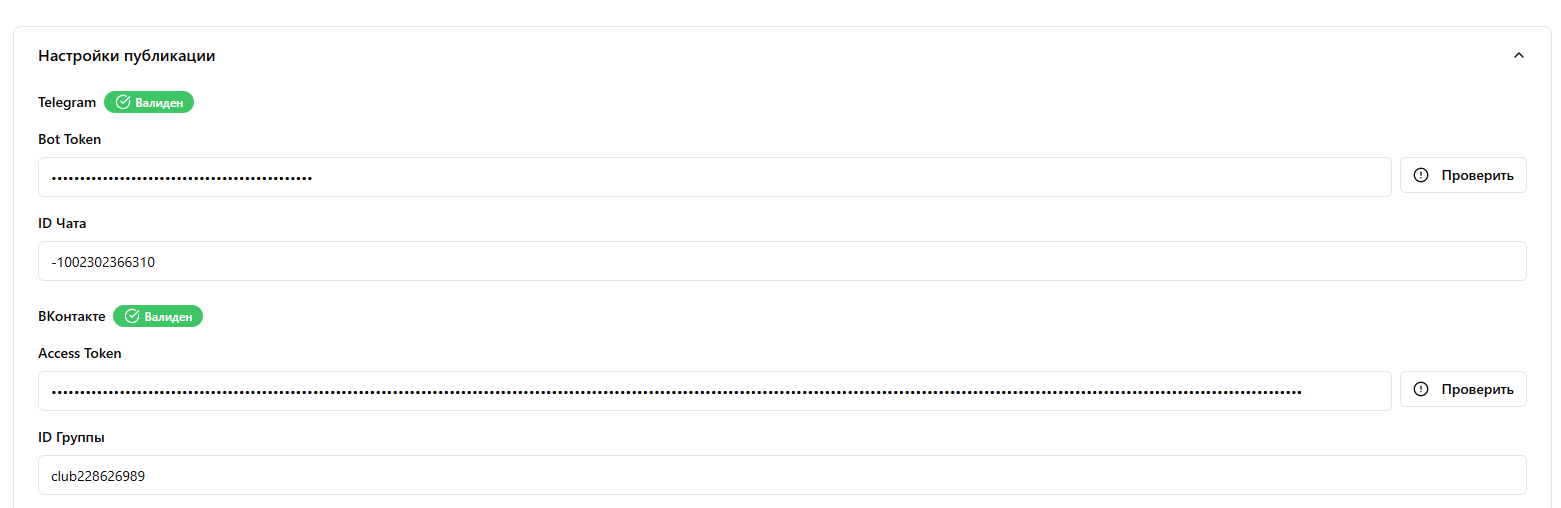 Настройки публикации
Telegram Валиден
Bot Token
Проверить
ID Чата
-1002302366310
ВКонтакте Валиден
Access Token
Проверить
ID Группы
club228626989